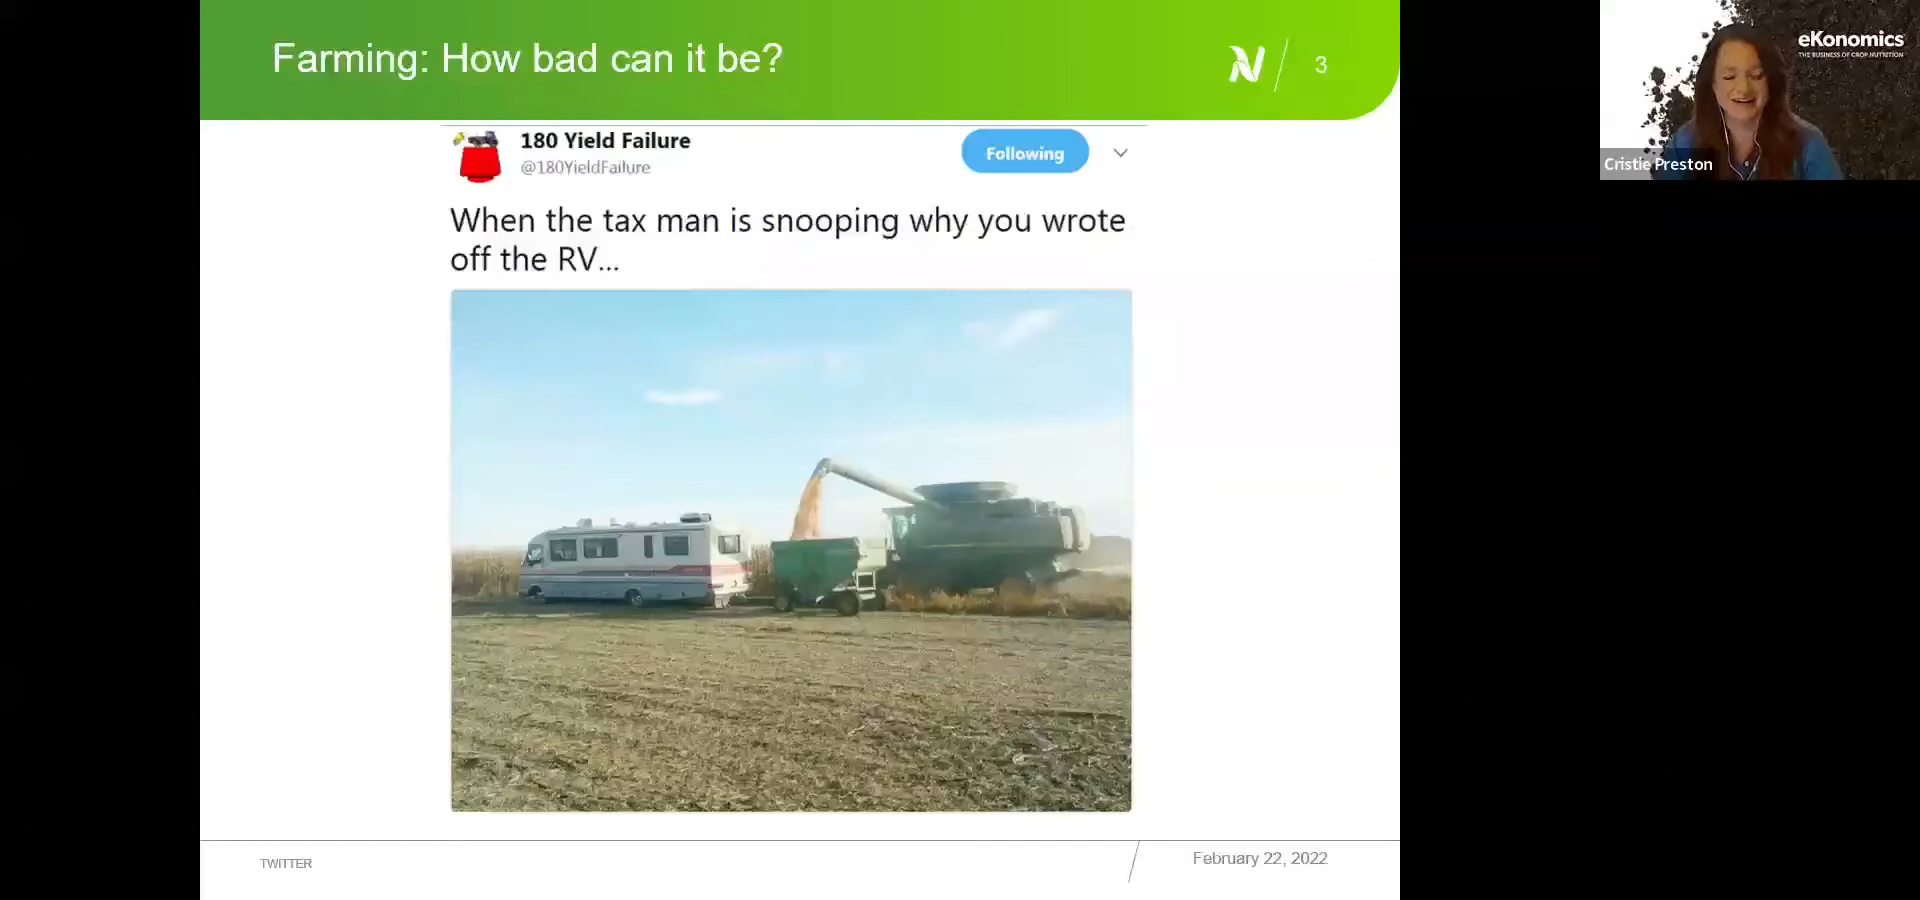 Farming: How bad can it be?
3
180 Yield Failure
@180YieldFailure
Following
When the tax man is snooping why you wrote
off the RV...
TWITTER
February 22, 2022
eKonomics
THE BUSINESS OF CROP NUTRITION
Cristie Preston